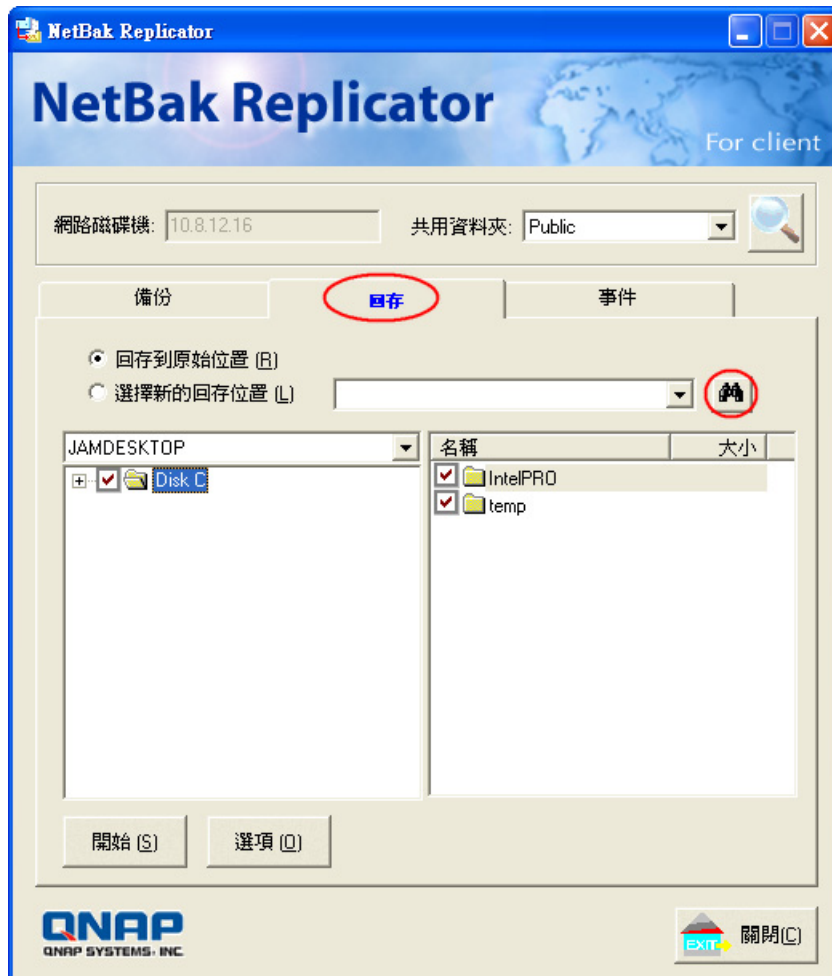 NetBak Replicator
NetBak Replicator
For client
網路磁碟機: 10.8.12.16 共用資料夾: Public
備份 回存 事件
回存到原始位置 (R)
選擇新的回存位置 (L)
JAMDESKTOP 名稱 大小
Disk C IntelPRO
temp
開始 (S) 選項 (O)
QNAP
QNAP SYSTEMS, INC
EXIT 關閉(C)